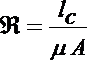 ℜ = l_c / μ A